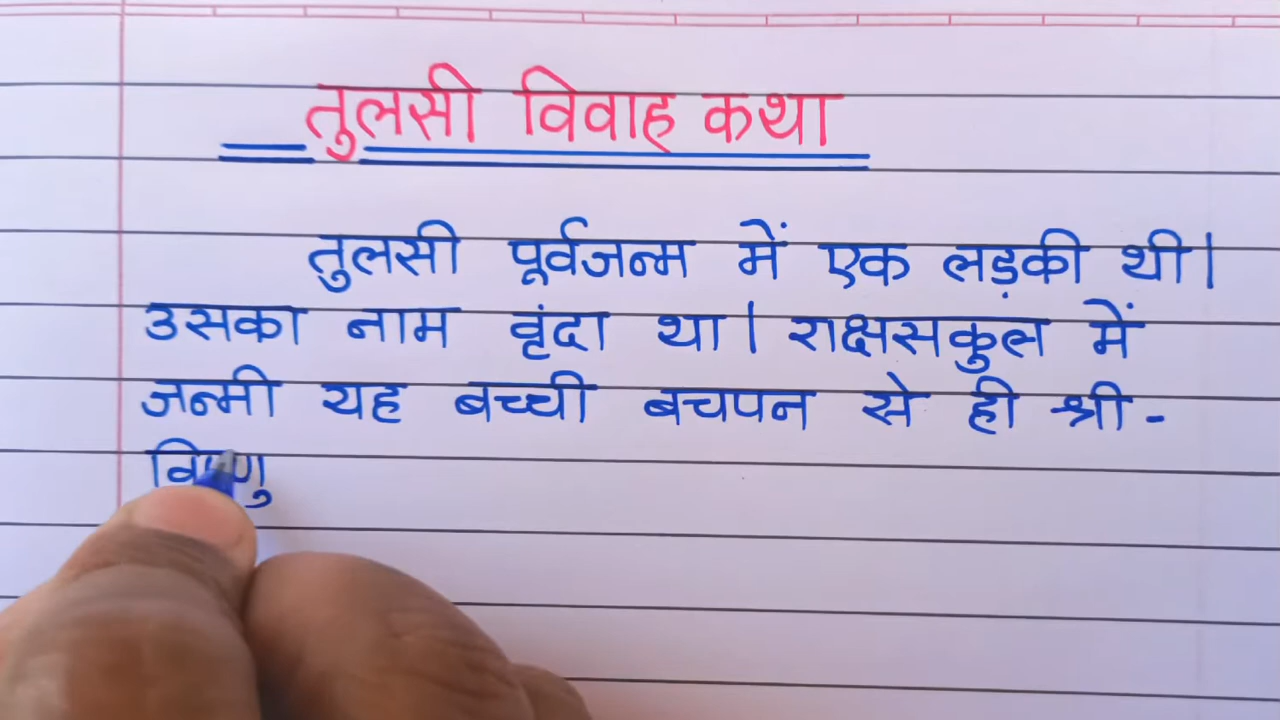 तुलसी विवाह कथा
तुलसी पूर्वजन्म में एक लड़की थी।
उसका नाम वृंदा था। राक्षसकुल में
जन्मी यह बच्ची बचपन से ही श्री-
विष्णु